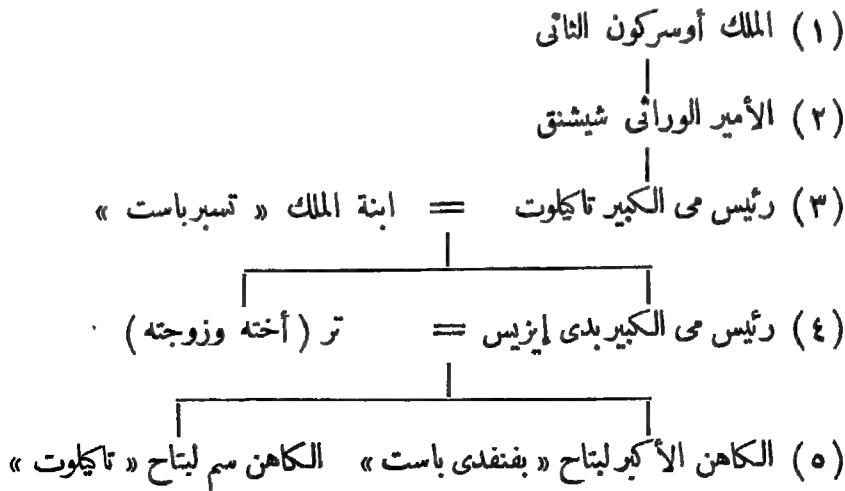 (١) الملك أوسركون الثانى
(٢) الأمير الوراثى شيشنق
(٣) رئيس مى الكبير تاكيلوت = ابنة الملك « تسبرباست »
(٤) رئيس مى الكبير بدى إيزيس = تر ( أخته وزوجته )
(٥) الكاهن الأكبر لبتاح « بفنفدى باست » الكاهن سم لبتاح « تاكيلوت »